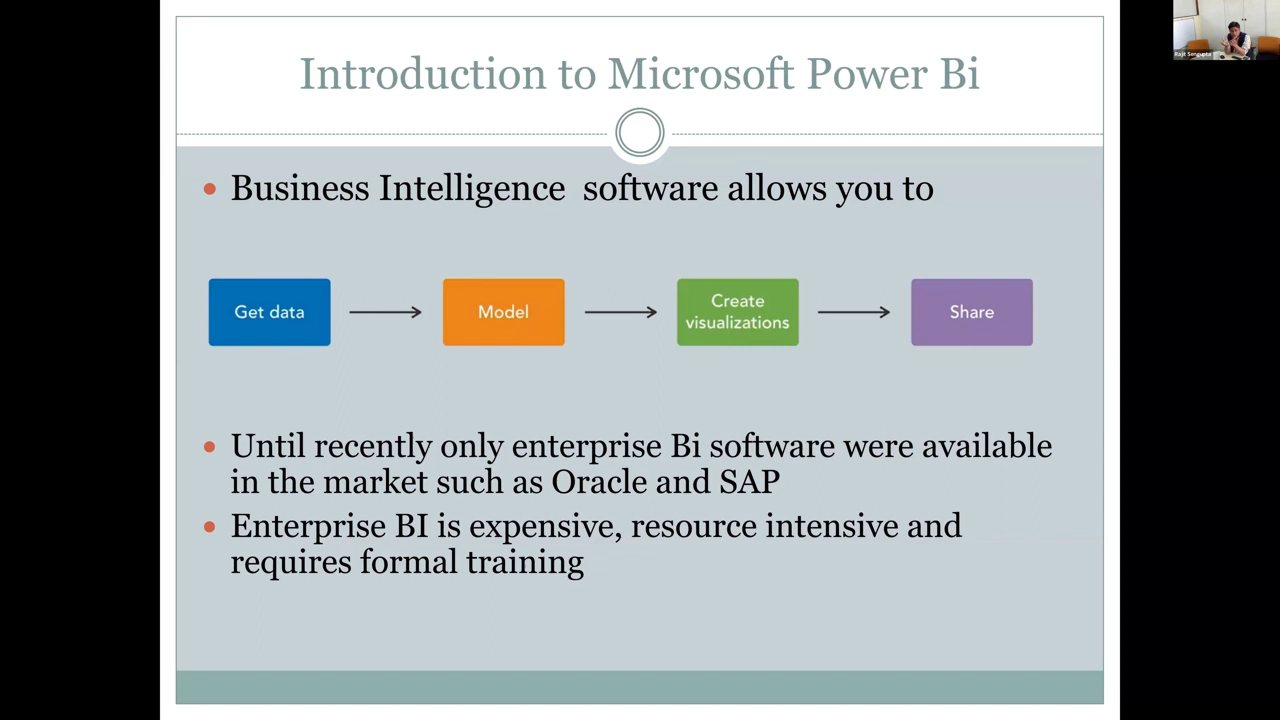 Introduction to Microsoft Power Bi
Business Intelligence software allows you to
Get data
Model
Create
visualizations
Share
Until recently only enterprise Bi software were available
in the market such as Oracle and SAP
Enterprise BI is expensive, resource intensive and
requires formal training
Rajit Sengupta